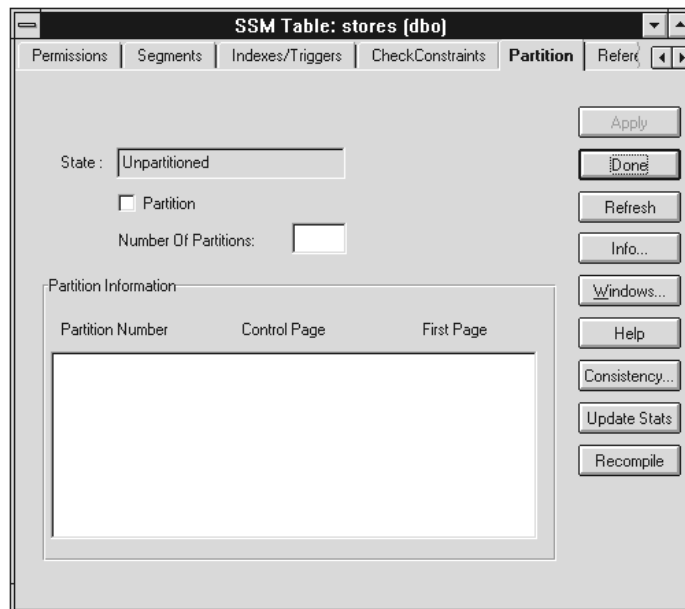 SSM Table: stores (dbo)
Permissions Segments Indexes/Triggers CheckConstraints Partition Refere
Apply
State : Unpartitioned
Done
Partition
Refresh
Number Of Partitions:
Info...
Partition Information
Windows...
Partition Number Control Page First Page
Help
Consistency...
Update Stats
Recompile